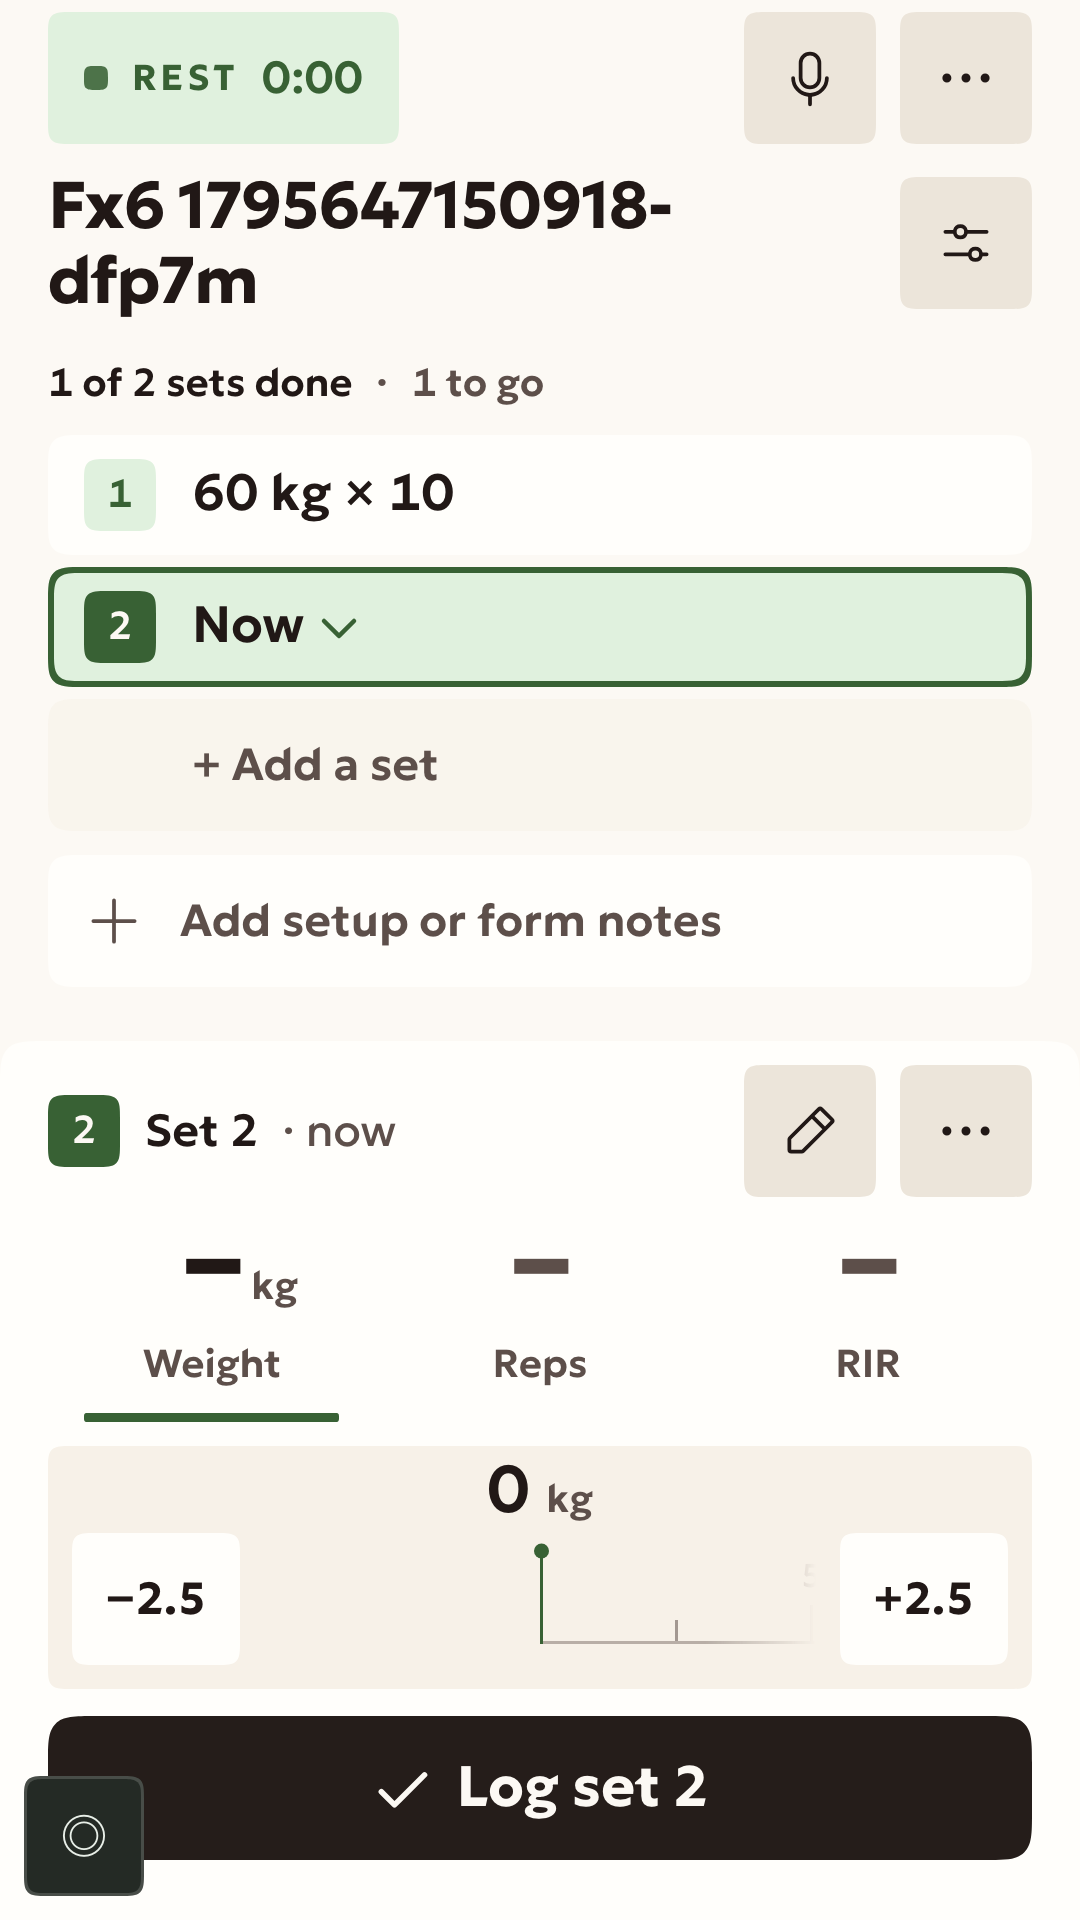 REST 0:00
Fx6 1795647150918-
dfp7m
1 of 2 sets done · 1 to go
1 60 kg × 10
2 Now
+ Add a set
Add setup or form notes
2 Set 2 · now
– kg – –
Weight Reps RIR
0 kg
5
−2.5 +2.5
Log set 2